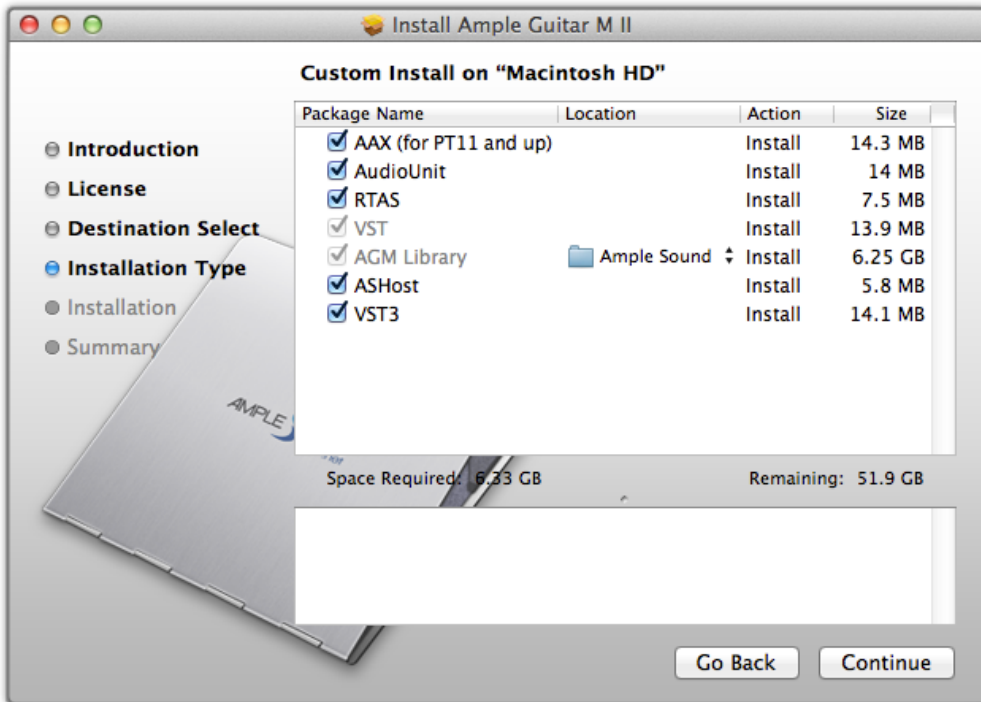 Install Ample Guitar M II
Custom Install on “Macintosh HD”
Introduction
License
Destination Select
Installation Type
Installation
Summary
Package Name Location Action Size
AAX (for PT11 and up) Install 14.3 MB
AudioUnit Install 14 MB
RTAS Install 7.5 MB
VST Install 13.9 MB
AGM Library Ample Sound Install 6.25 GB
ASHost Install 5.8 MB
VST3 Install 14.1 MB
AMPLE
Space Required: 6.33 GB Remaining: 51.9 GB
Go Back Continue